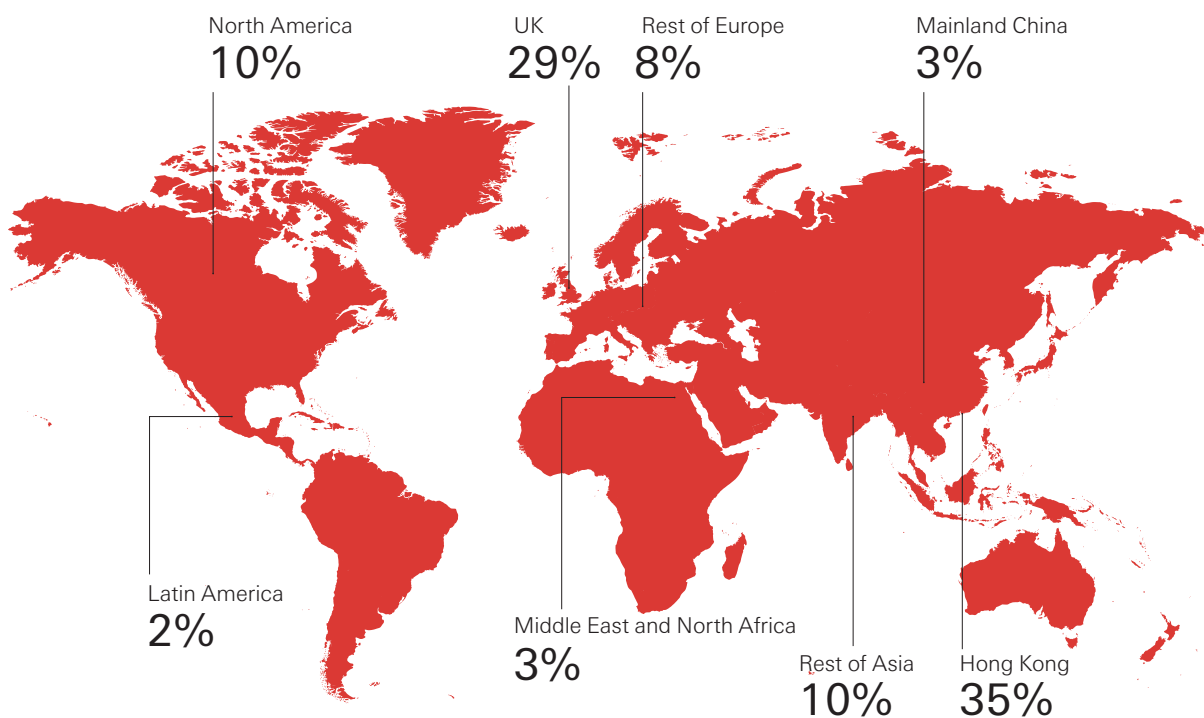 North America
10%
UK
29%
Rest of Europe
8%
Mainland China
3%
Latin America
2%
Middle East and North Africa
3%
Rest of Asia
10%
Hong Kong
35%